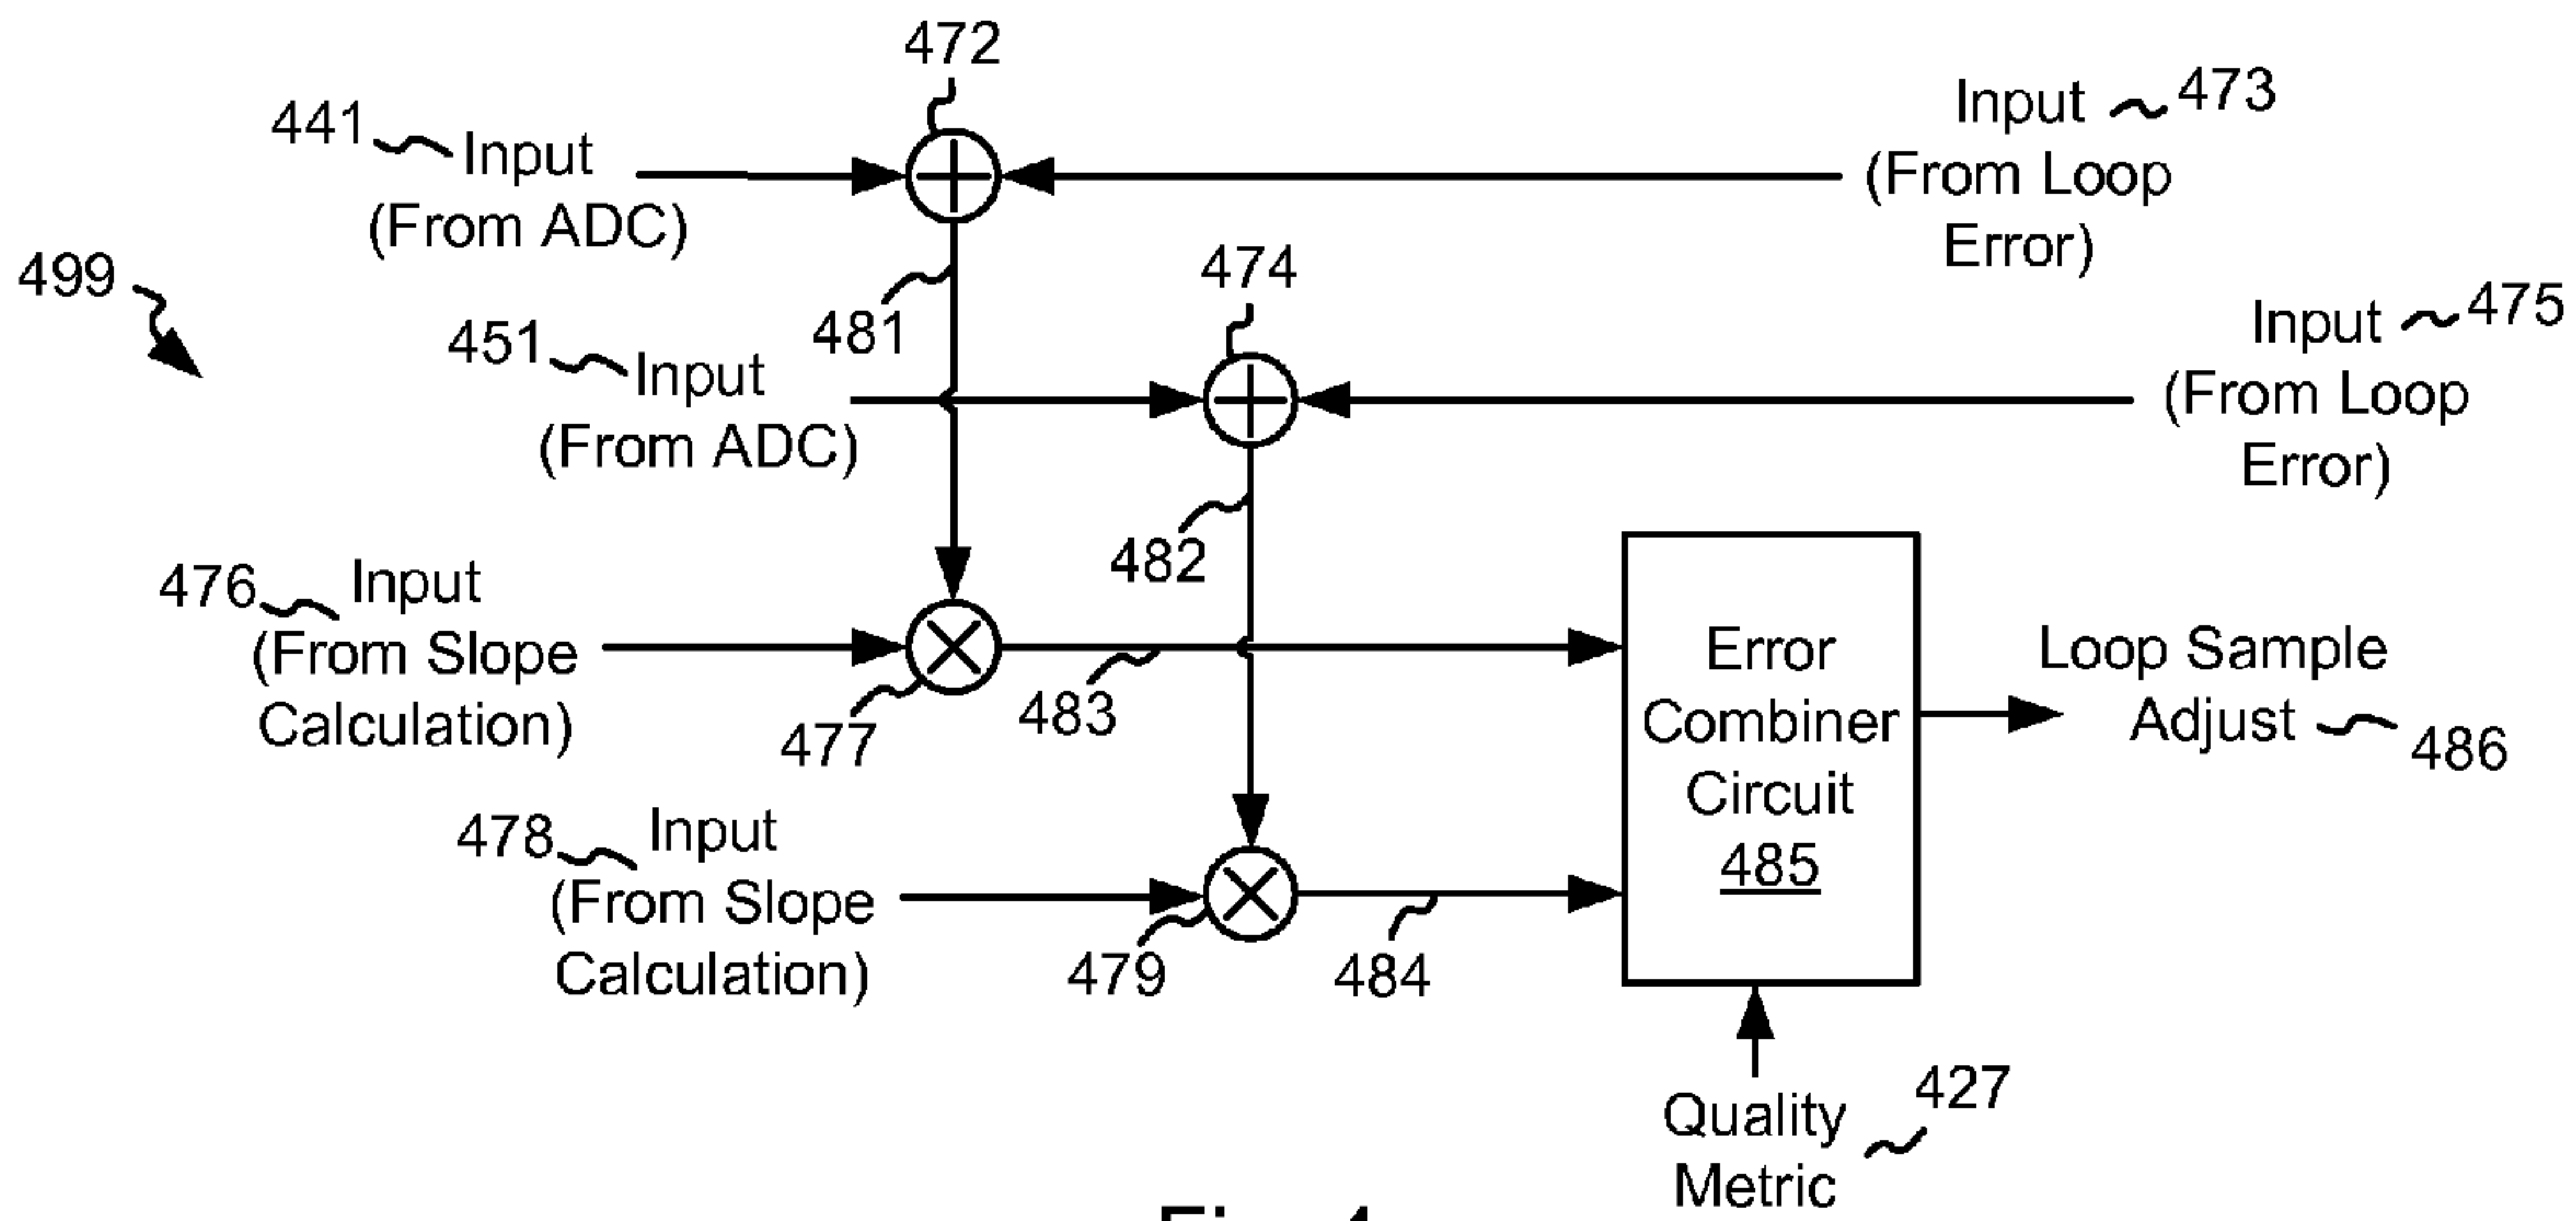 472
441
Input
(From ADC)
Input
473
(From Loop
Error)
499
481
474
451
Input
(From ADC)
Input
475
(From Loop
Error)
482
476
Input
(From Slope
Calculation)
477
483
478
Input
(From Slope
Calculation)
479
484
Error
Combiner
Circuit
485
Loop Sample
Adjust
486
Quality
Metric
427